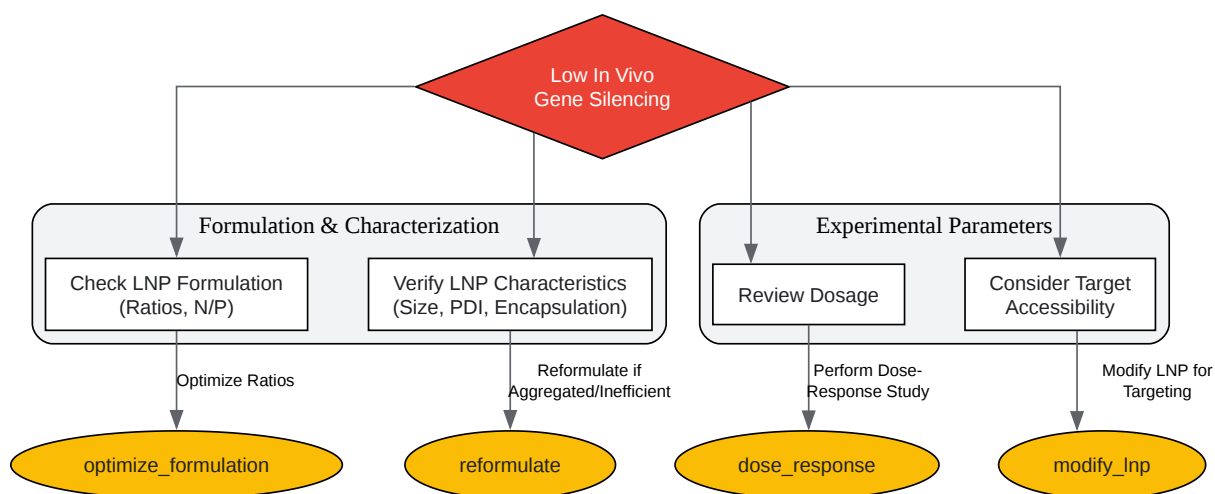 Low In Vivo
Gene Silencing
Formulation & Characterization
Experimental Parameters
Check LNP Formulation
(Ratios, N/P)
Verify LNP Characteristics
(Size, PDI, Encapsulation)
Review Dosage
Consider Target
Accessibility
Optimize Ratios
Reformulate if
Aggregated/Inefficient
Perform Dose-
Response Study
Modify LNP for
Targeting
optimize_formulation
reformulate
dose_response
modify_lnp